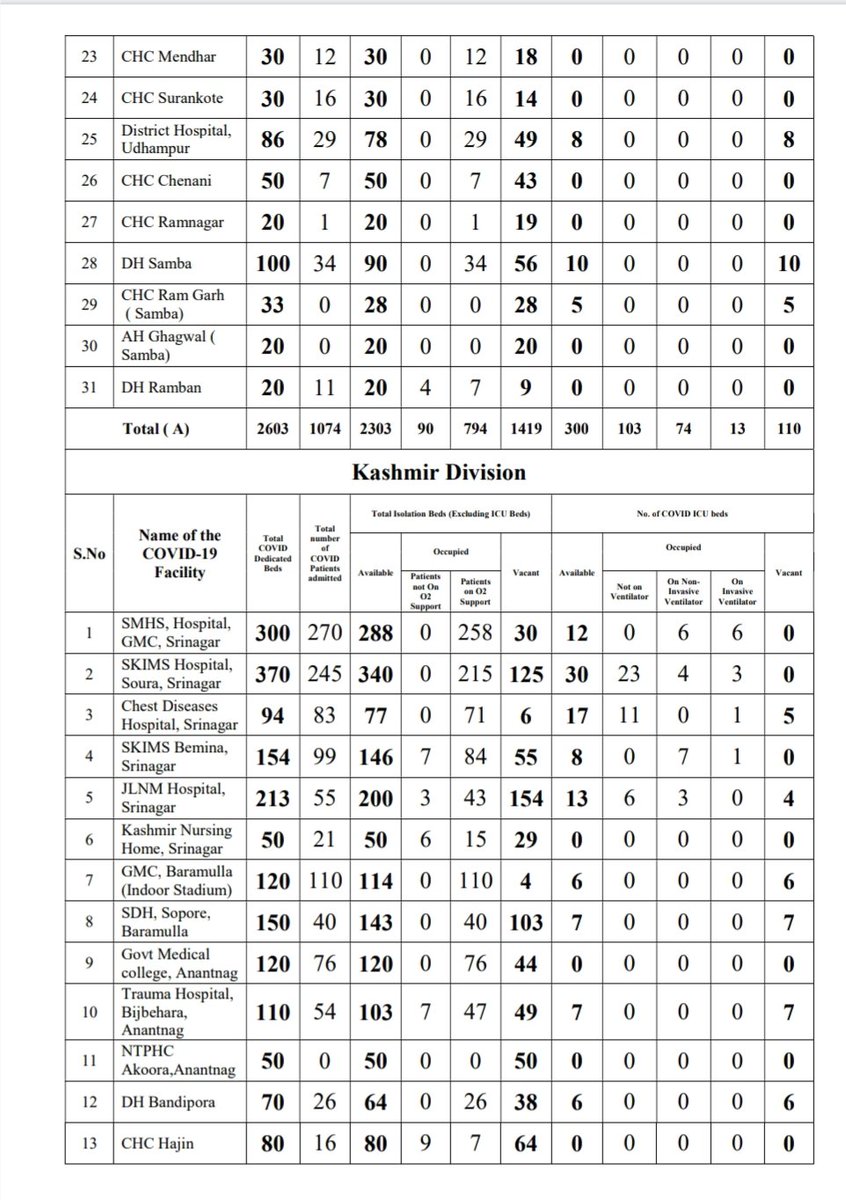 23 CHC Mendhar 30 12 30 0 12 18 0 0 0 0 0
24 CHC Surankote 30 16 30 0 16 14 0 0 0 0 0
25 District Hospital, Udhampur 86 29 78 0 29 49 8 0 0 0 8
26 CHC Chenani 50 7 50 0 7 43 0 0 0 0 0
27 CHC Ramnagar 20 1 20 0 1 19 0 0 0 0 0
28 DH Samba 100 34 90 0 34 56 10 0 0 0 10
29 CHC Ram Garh ( Samba) 33 0 28 0 0 28 5 0 0 0 5
30 AH Ghagwal ( Samba) 20 0 20 0 0 20 0 0 0 0 0
31 DH Ramban 20 11 20 4 7 9 0 0 0 0 0
Total ( A) 2603 1074 2303 90 794 1419 300 103 74 13 110
Kashmir Division
S.No
Name of the COVID-19 Facility
Total COVID Dedicated Beds
Total number of COVID Patients admitted
Total Isolation Beds (Excluding ICU Beds)
Available
Occupied
Patients not On O2 Support
Patients on O2 Support
Vacant
No. of COVID ICU beds
Available
Occupied
Not on Ventilator
On Non-Invasive Ventilator
On Invasive Ventilator
Vacant
1 SMHS, Hospital, GMC, Srinagar 300 270 288 0 258 30 12 0 6 6 0
2 SKIMS Hospital, Soura, Srinagar 370 245 340 0 215 125 30 23 4 3 0
3 Chest Diseases Hospital, Srinagar 94 83 77 0 71 6 17 11 0 1 5
4 SKIMS Bemina, Srinagar 154 99 146 7 84 55 8 0 7 1 0
5 JLNM Hospital, Srinagar 213 55 200 3 43 154 13 6 3 0 4
6 Kashmir Nursing Home, Srinagar 50 21 50 6 15 29 0 0 0 0 0
7 GMC, Baramulla (Indoor Stadium) 120 110 114 0 110 4 6 0 0 0 6
8 SDH, Sopore, Baramulla 150 40 143 0 40 103 7 0 0 0 7
9 Govt Medical college, Anantnag 120 76 120 0 76 44 0 0 0 0 0
10 Trauma Hospital, Bijbehara, Anantnag 110 54 103 7 47 49 7 0 0 0 7
11 NTPHC Akoora,Anantnag 50 0 50 0 0 50 0 0 0 0 0
12 DH Bandipora 70 26 64 0 26 38 6 0 0 0 6
13 CHC Hajin 80 16 80 9 7 64 0 0 0 0 0